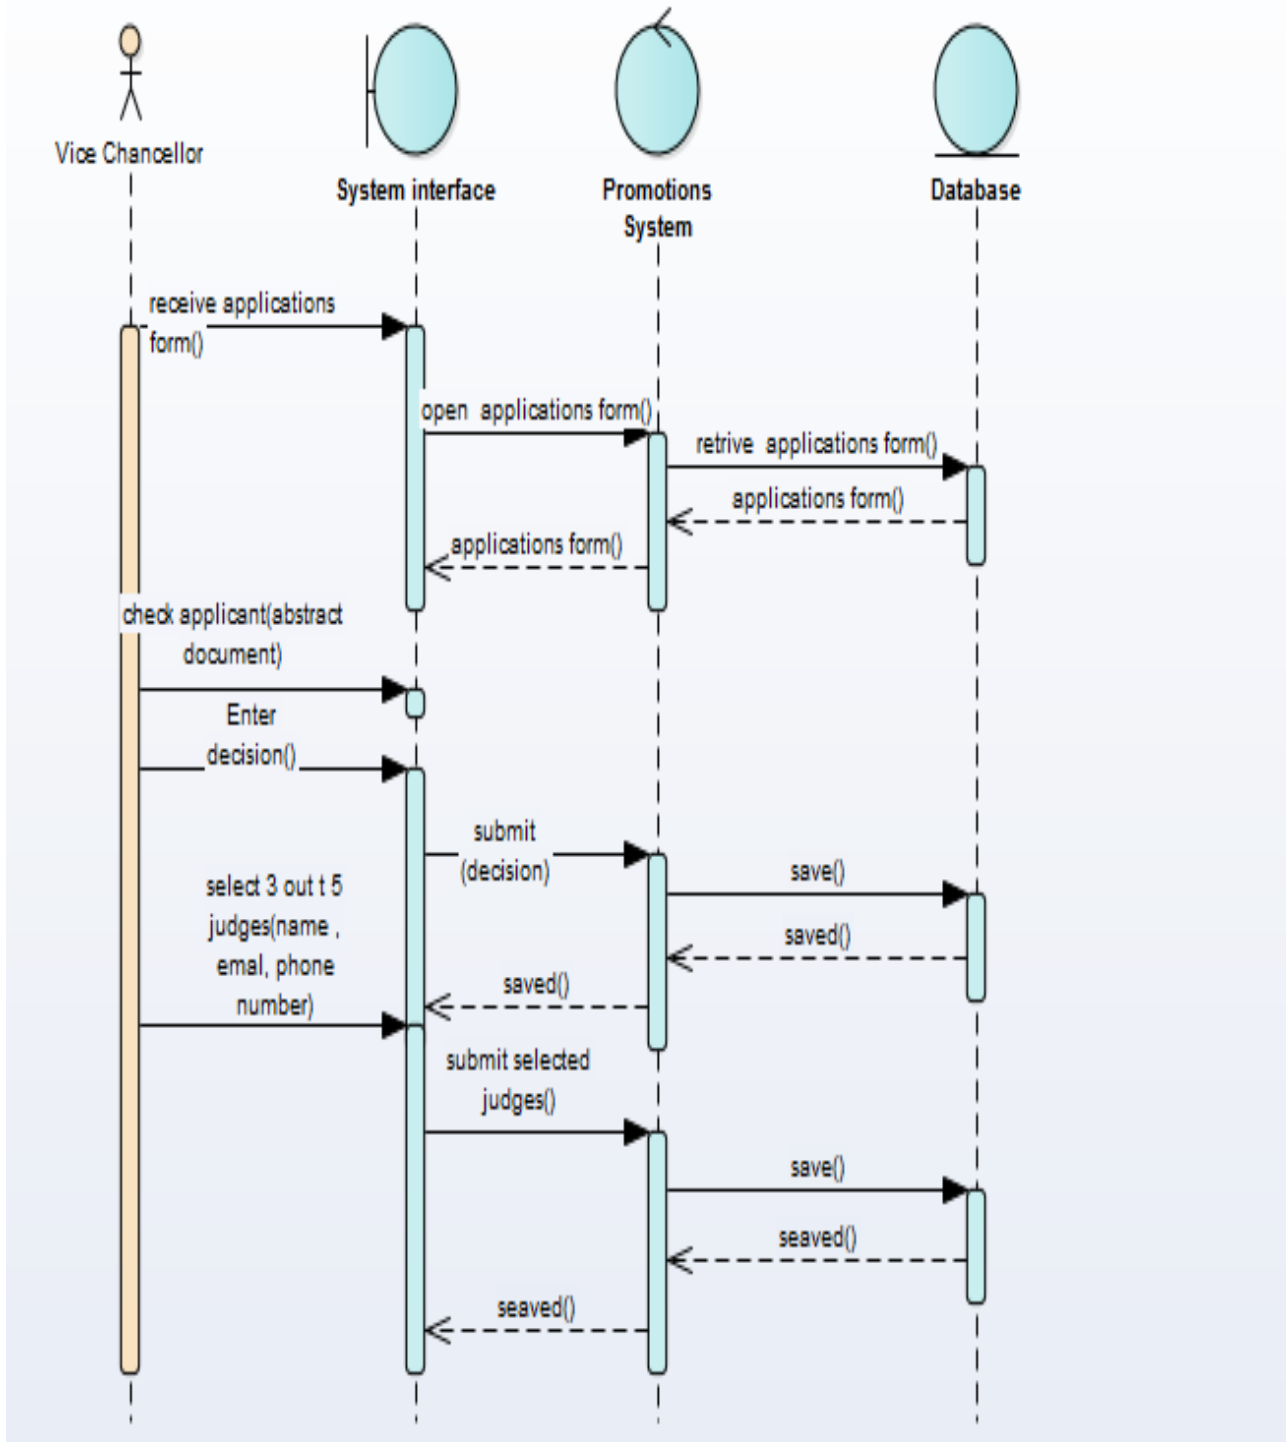 Vice Chancellor
System interface
Promotions
System
Database
receive applications
form()
open  applications form()
retrive  applications form()
applications form()
applications form()
check applicant(abstract
document)
Enter
decision()
submit
(decision)
save()
select 3 out t 5
judges(name ,
emal, phone
number)
saved()
saved()
submit selected
judges()
save()
seaved()
seaved()